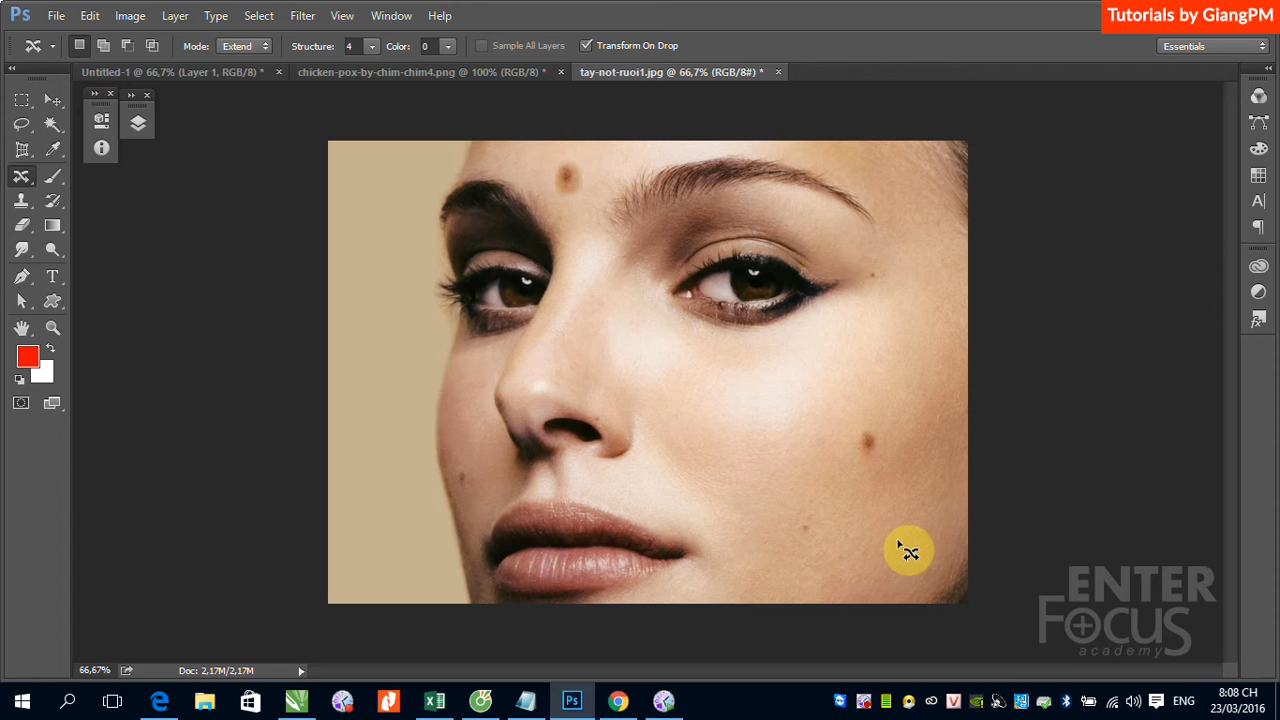 Ps File Edit Image Layer Type Select Filter View Window Help
Tutorials by GiangPM
Mode: Extend Structure: 4 Color: 0 Sample All Layers Transform On Drop Essentials
Untitled-1 @ 66,7% (Layer 1, RGB/8) * × chicken-pox-by-chim-chim4.png @ 100% (RGB/8) * × tay-not-ruoi1.jpg @ 66,7% (RGB/8#) * ×
ENTER
FOCUS
academy
66,67% Doc: 2,17M/2,17M
ENG
8:08 CH
23/03/2016